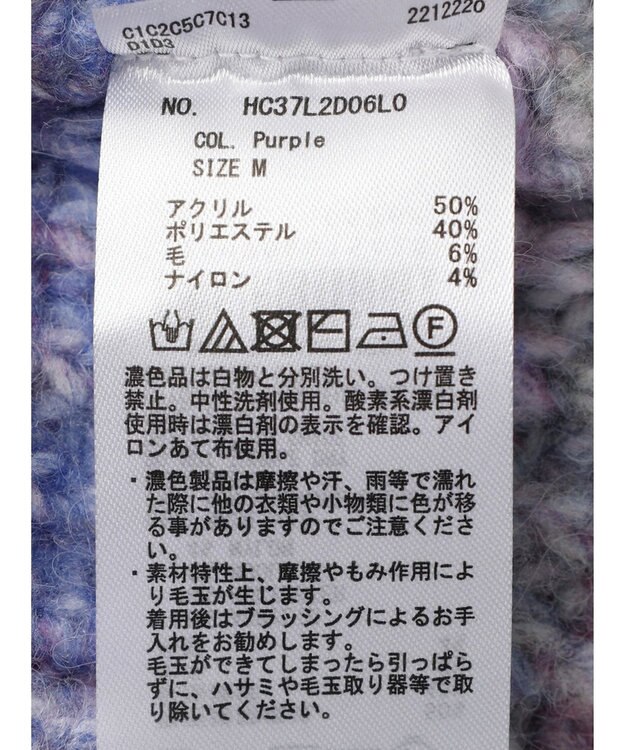 C1C2C5C7C13 2212220
D1D3
NO. HC37L2D06L0
COL. Purple
SIZE M
アクリル 50%
ポリエステル 40%
毛 6%
ナイロン 4%
F
濃色品は白物と分別洗い。つけ置き
禁止。中性洗剤使用。酸素系漂白剤
使用時は漂白剤の表示を確認。アイ
ロンあて布使用。
・濃色製品は摩擦や汗、雨等で濡れ
た際に他の衣類や小物類に色が移
る事がありますのでご注意くださ
い。
・素材特性上、摩擦やもみ作用によ
り毛玉が生じます。
着用後はブラッシングによるお手
入れをお勧めします。
毛玉ができてしまったら引っぱら
ずに、ハサミや毛玉取り器等で取
り除いてください。